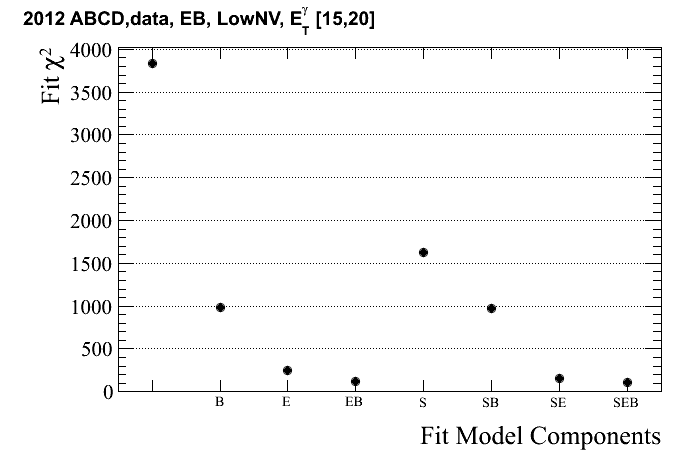 2012 ABCD,data, EB, LowNV, E_T^γ [15,20]
Fit χ²
4000
3500
3000
2500
2000
1500
1000
500
0
B E EB S SB SE SEB
Fit Model Components